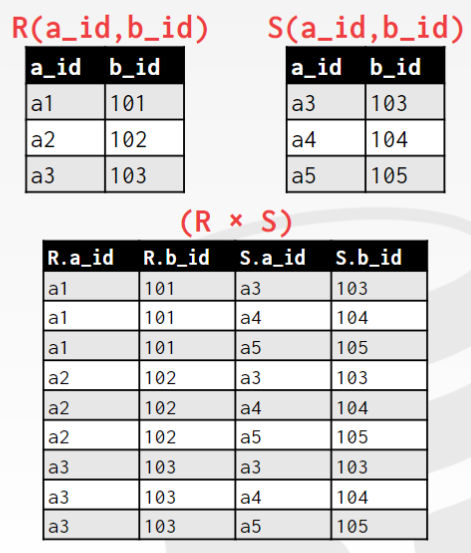 R(a_id,b_id) S(a_id,b_id)
a_id b_id a_id b_id
a1 101 a3 103
a2 102 a4 104
a3 103 a5 105
(R × S)
R.a_id R.b_id S.a_id S.b_id
a1 101 a3 103
a1 101 a4 104
a1 101 a5 105
a2 102 a3 103
a2 102 a4 104
a2 102 a5 105
a3 103 a3 103
a3 103 a4 104
a3 103 a5 105